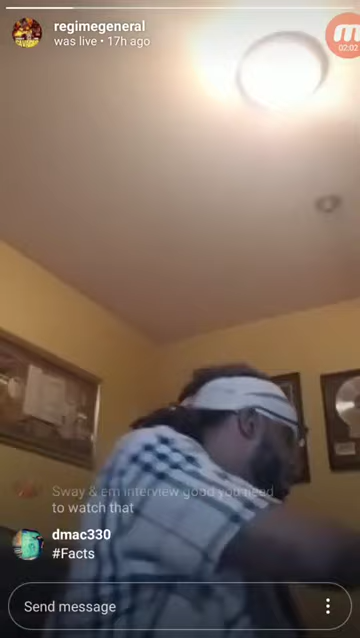 regimegeneral
was live • 17h ago
02:02
Sway & em interview good you need
to watch that
dmac330
#Facts
Send message